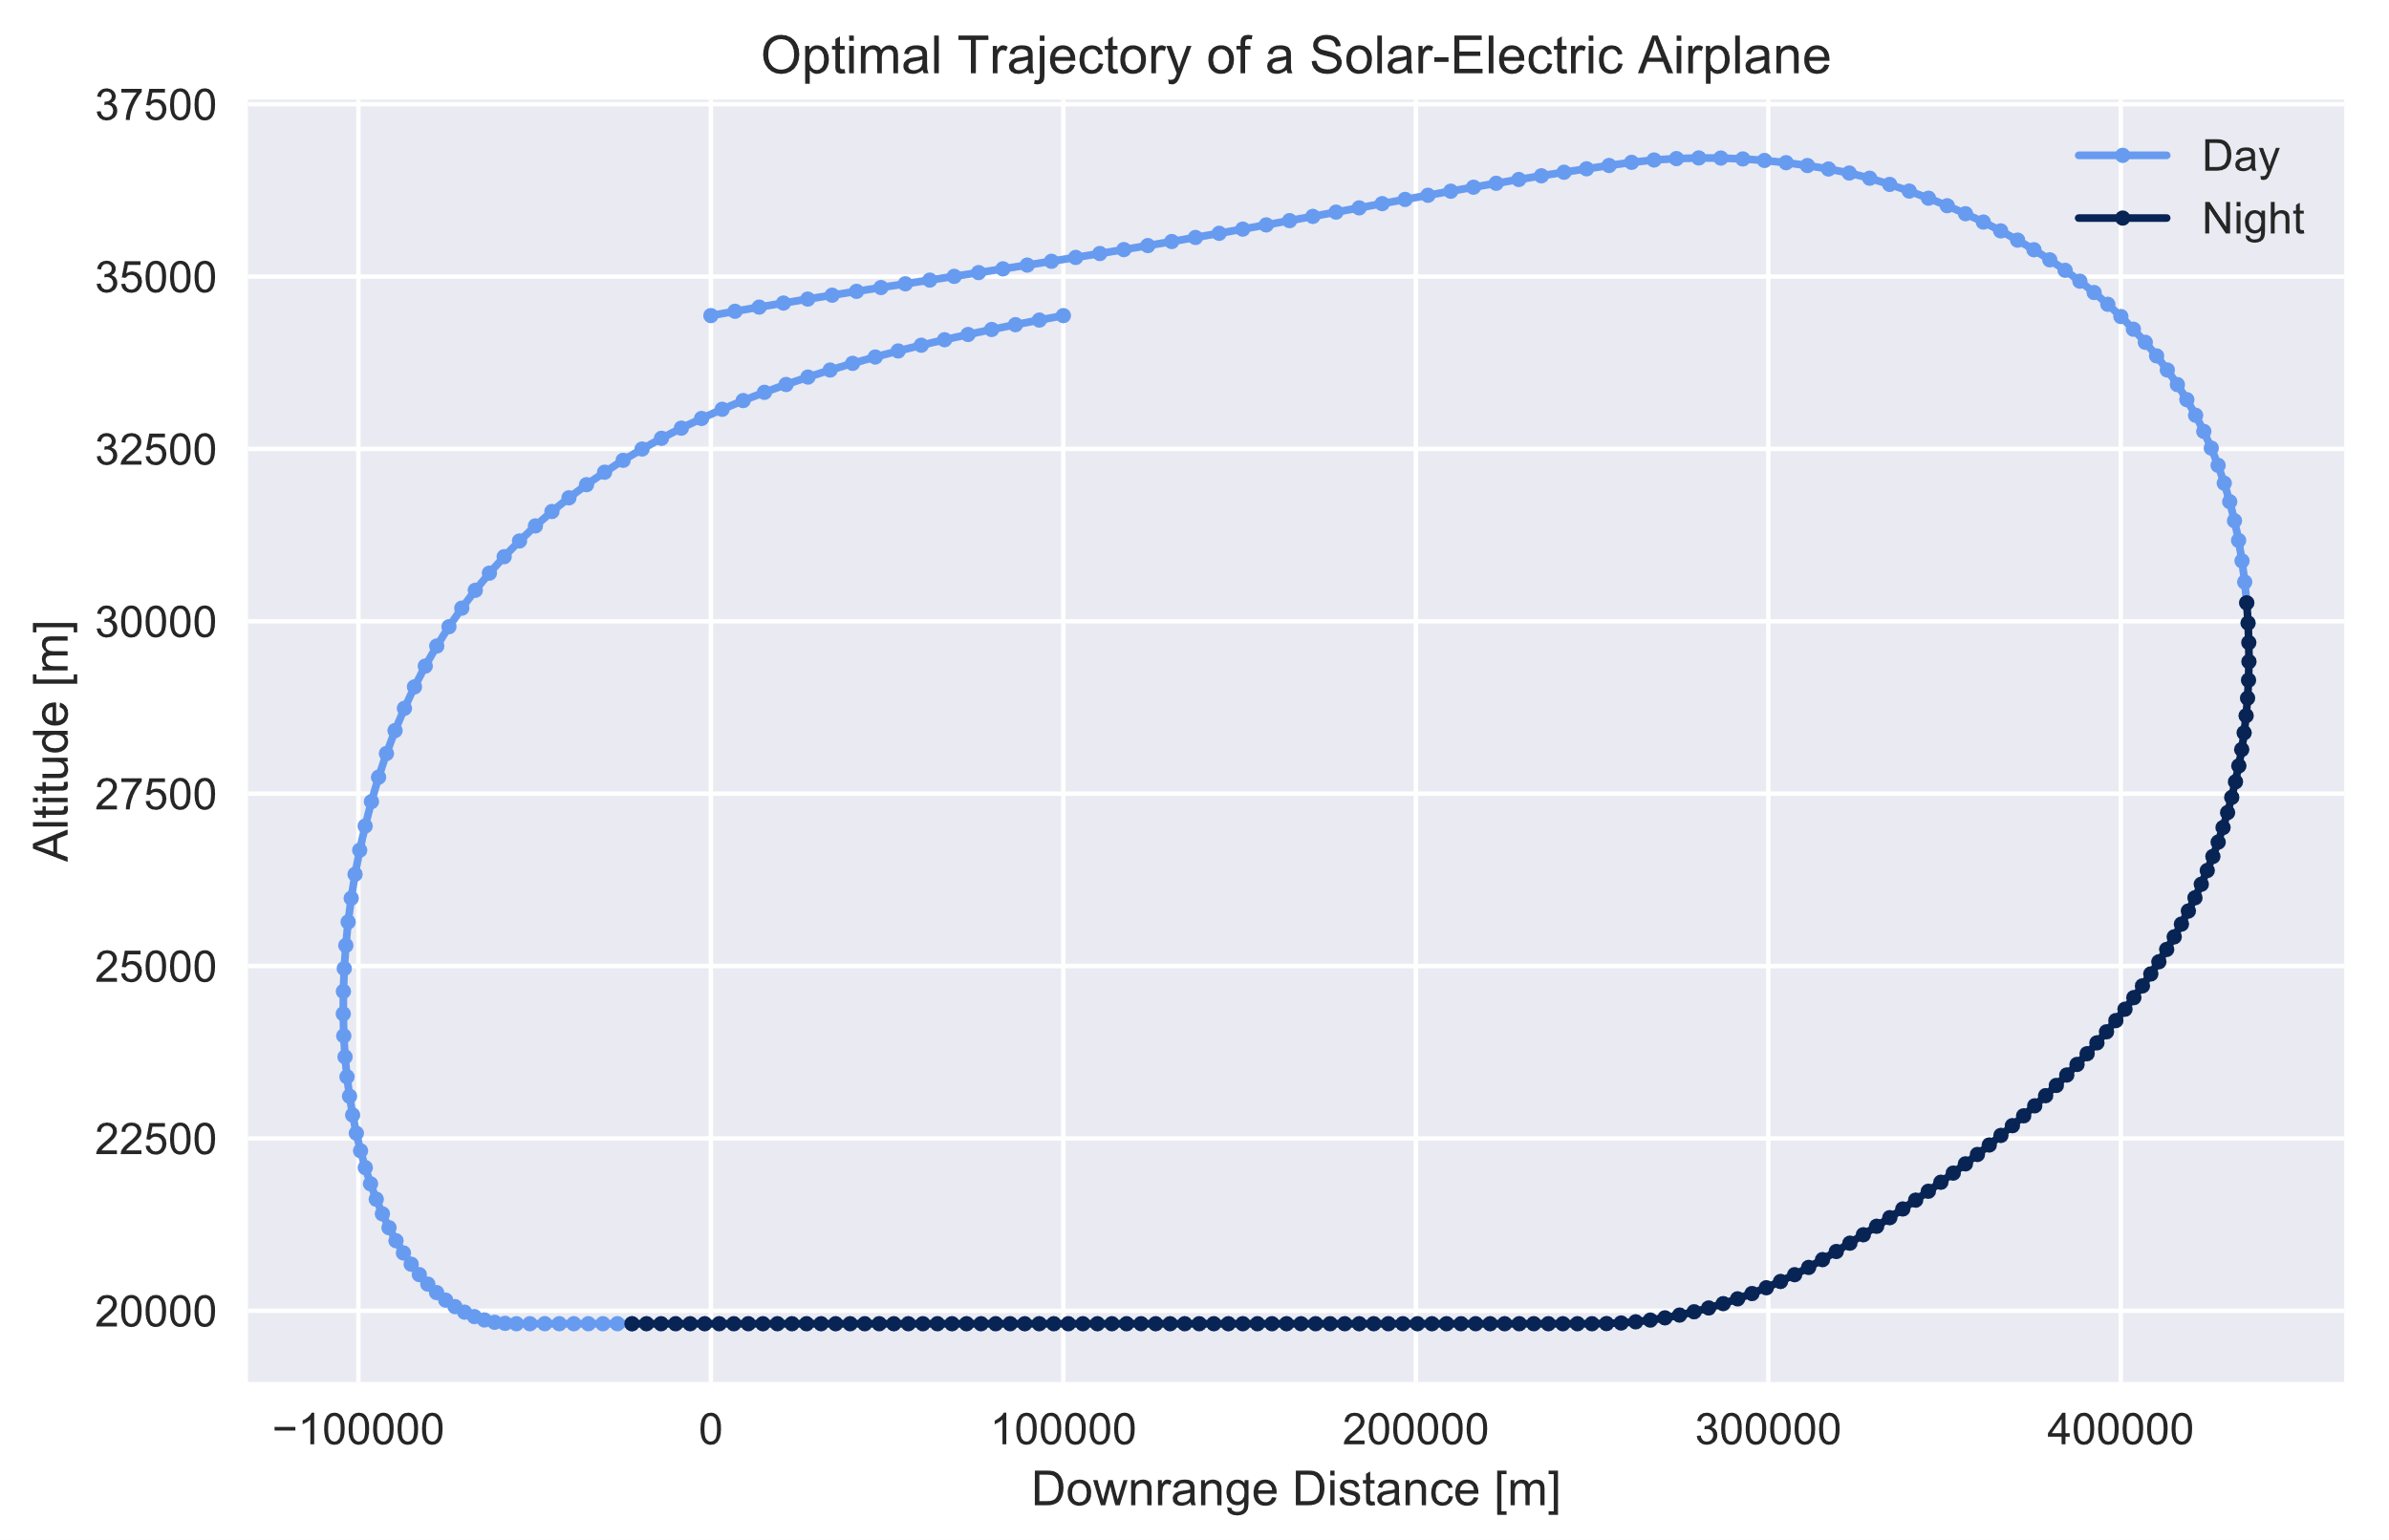 Optimal Trajectory of a Solar-Electric Airplane
37500
35000
32500
30000
27500
25000
22500
20000
Altitude [m]
Day
Night
−100000
0
100000
200000
300000
400000
Downrange Distance [m]